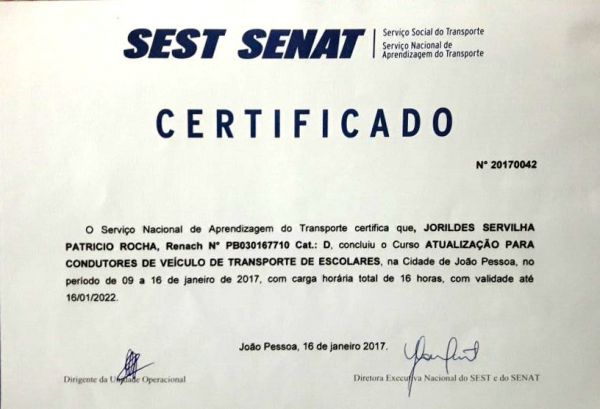 SEST SENAT
Serviço Social do Transporte
Serviço Nacional de
Aprendizagem do Transporte
CERTIFICADO
N° 20170042
O Serviço Nacional de Aprendizagem do Transporte certifica que, JORILDES SERVILHA
PATRICIO ROCHA, Renach N° PB030167710 Cat.: D, concluiu o Curso ATUALIZAÇÃO PARA
CONDUTORES DE VEÍCULO DE TRANSPORTE DE ESCOLARES, na Cidade de João Pessoa, no
período de 09 a 16 de janeiro de 2017, com carga horária total de 16 horas, com validade até
16/01/2022.
João Pessoa, 16 de janeiro 2017.
Dirigente da Unidade Operacional
Diretora Executiva Nacional do SEST e do SENAT